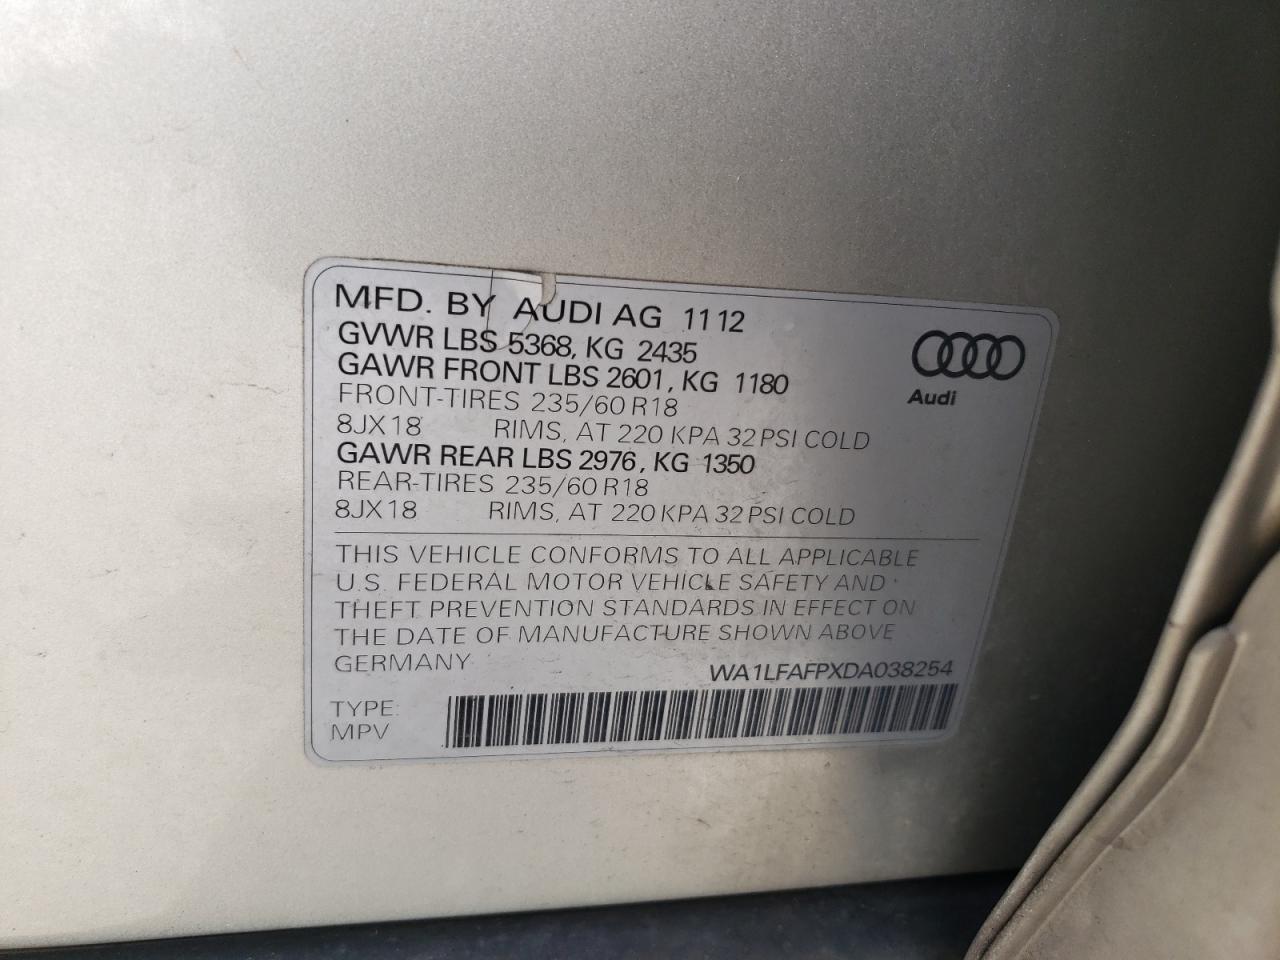 MFD. BY AUDI AG 11 12
GVWR LBS 5368, KG 2435
GAWR FRONT LBS 2601, KG 1180
FRONT-TIRES 235/60 R18
8JX18 RIMS, AT 220 KPA 32 PSI COLD
GAWR REAR LBS 2976, KG 1350
REAR-TIRES 235/60 R18
8JX18 RIMS, AT 220 KPA 32 PSI COLD
Audi
THIS VEHICLE CONFORMS TO ALL APPLICABLE
U.S. FEDERAL MOTOR VEHICLE SAFETY AND
THEFT PREVENTION STANDARDS IN EFFECT ON
THE DATE OF MANUFACTURE SHOWN ABOVE
GERMANY
WA1LFAFPXDA038254
TYPE:
MPV